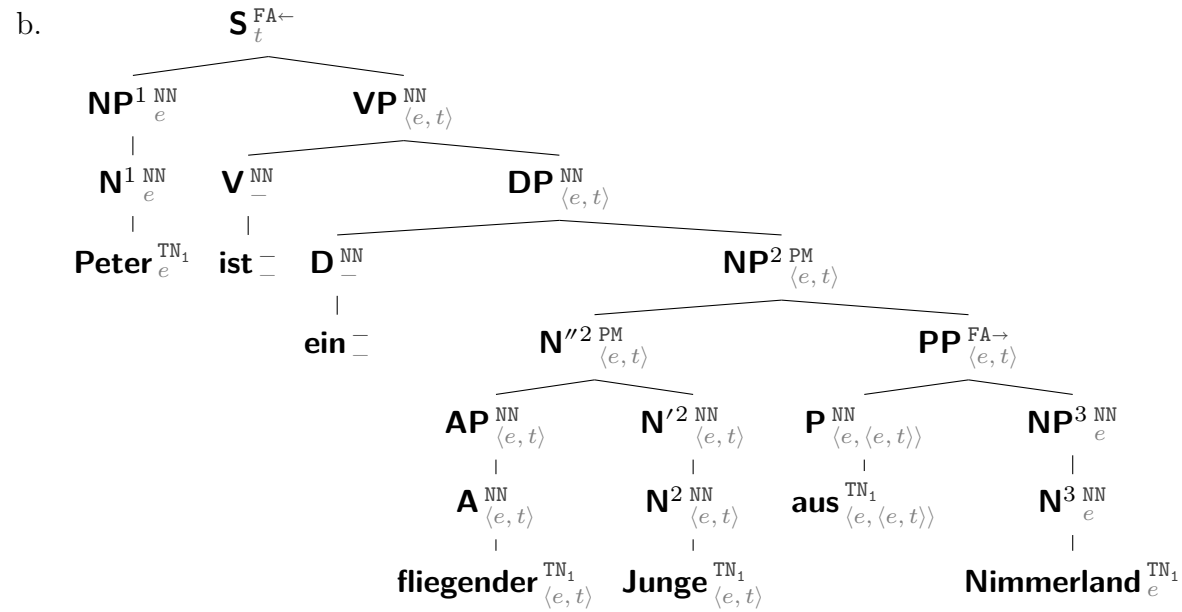 b. S FA← t
NP¹ NN e VP NN ⟨e, t⟩
N¹ NN e V NN − DP NN ⟨e, t⟩
Peter TN₁ e ist − − D NN − NP² PM ⟨e, t⟩
ein − − N″² PM ⟨e, t⟩ PP FA→ ⟨e, t⟩
AP NN ⟨e, t⟩ N′² NN ⟨e, t⟩ P NN ⟨e, ⟨e, t⟩⟩ NP³ NN e
A NN ⟨e, t⟩ N² NN ⟨e, t⟩ aus TN₁ ⟨e, ⟨e, t⟩⟩ N³ NN e
fliegender TN₁ ⟨e, t⟩ Junge TN₁ ⟨e, t⟩ Nimmerland TN₁ e